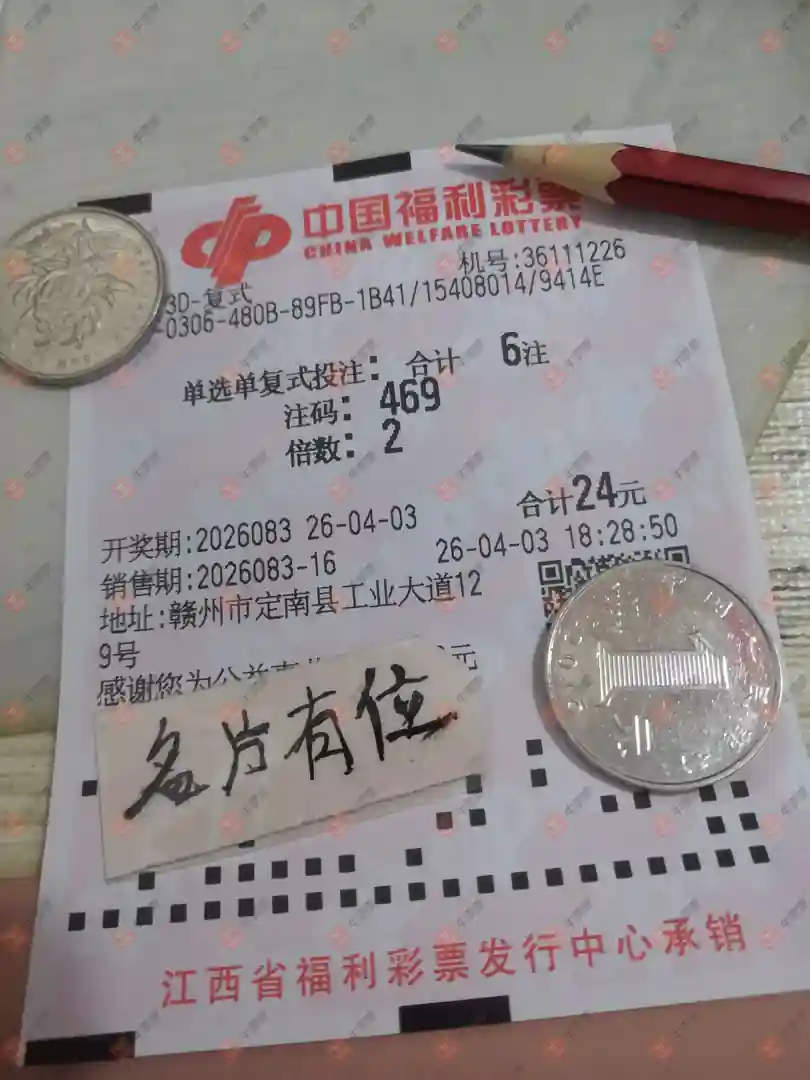 中国福利彩票
CHINA WELFARE LOTTERY
机号:36111226
3D-复式
-0306-480B-89FB-1B41/15408014/9414E
单选单复式投注: 合计 6注
注码: 469
倍数: 2
合计24元
开奖期:2026083 26-04-03
销售期:2026083-16 26-04-03 18:28:50
地址:赣州市定南县工业大道12
9号
感谢您为公益 元
名片有位
江西省福利彩票发行中心承销